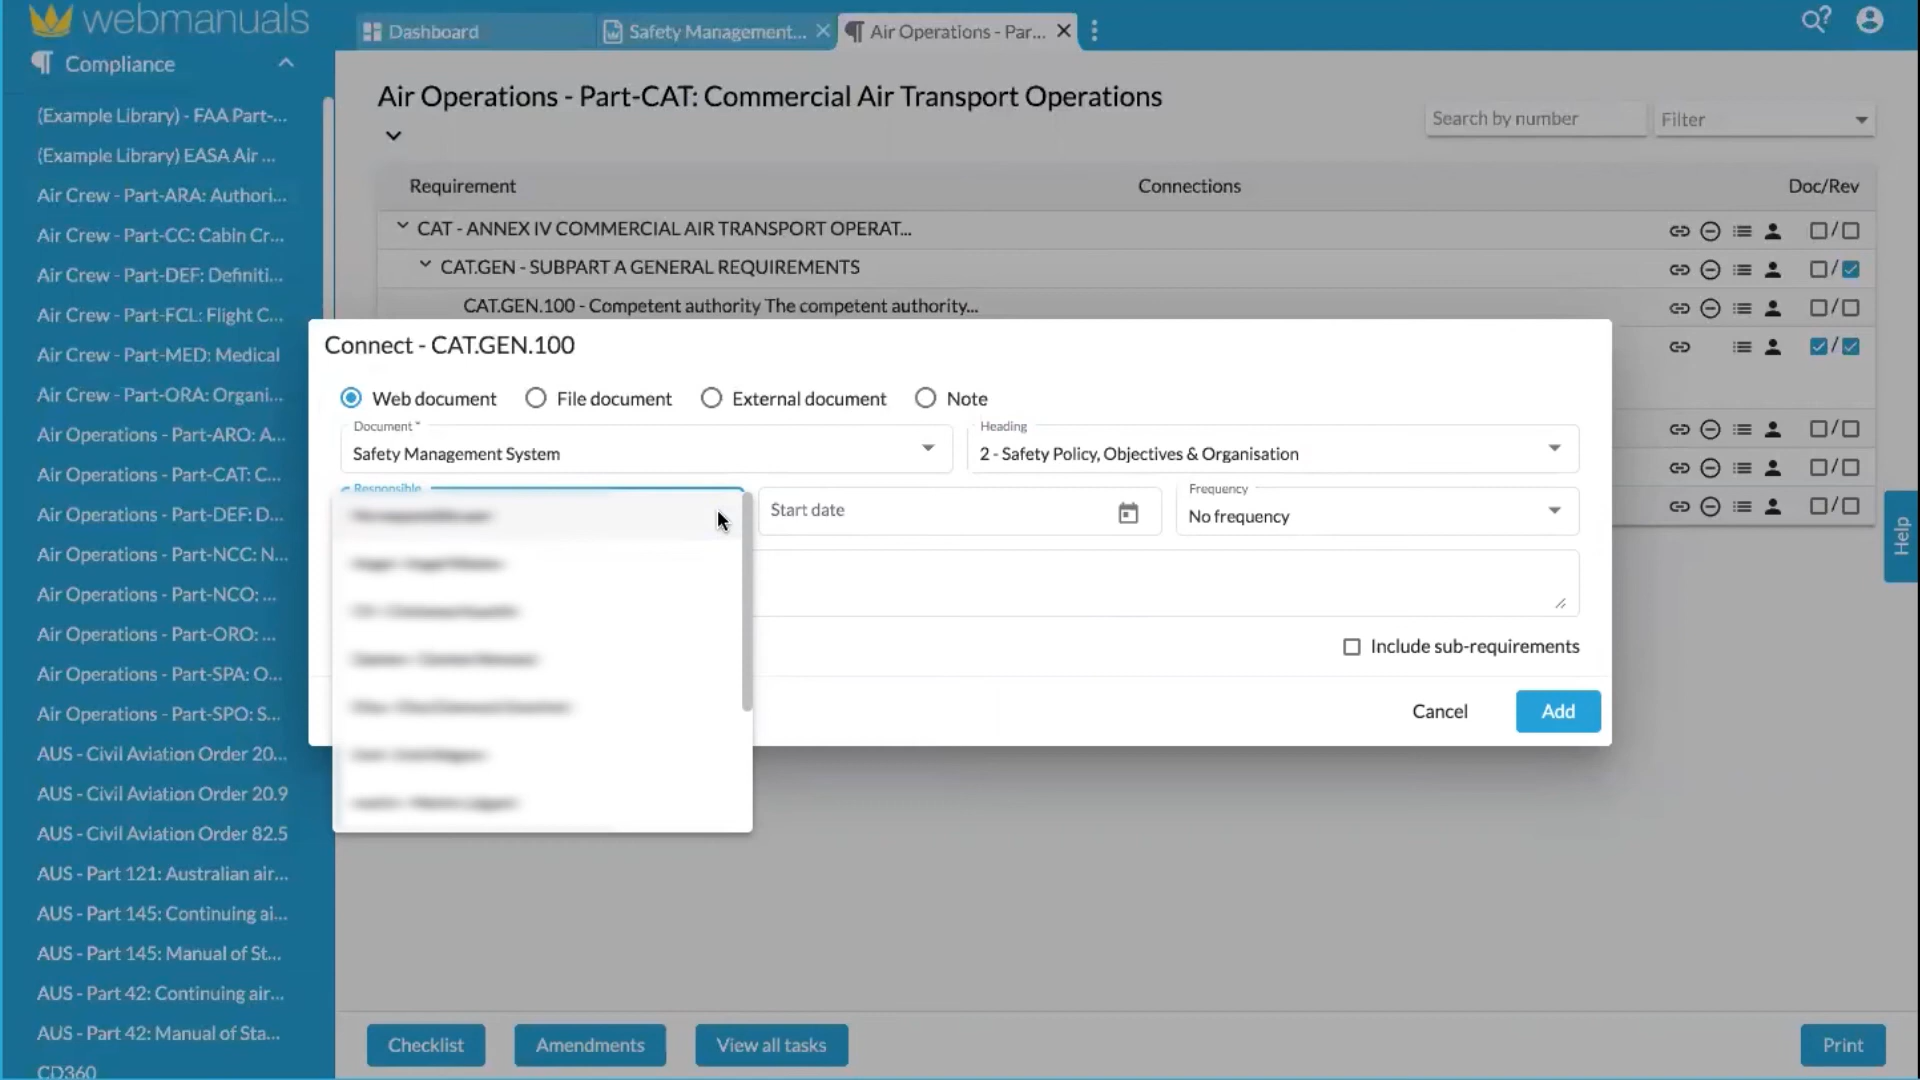 webmanuals
Dashboard
Safety Management...
Air Operations - Par...
Compliance
(Example Library) - FAA Part-...
(Example Library) EASA Air ...
Air Crew - Part-ARA: Authori...
Air Crew - Part-CC: Cabin Cr...
Air Crew - Part-DEF: Definiti...
Air Crew - Part-FCL: Flight C...
Air Crew - Part-MED: Medical
Air Crew - Part-ORA: Organi...
Air Operations - Part-ARO: A...
Air Operations - Part-CAT: C...
Air Operations - Part-DEF: D...
Air Operations - Part-NCC: N...
Air Operations - Part-NCO: ...
Air Operations - Part-ORO: ...
Air Operations - Part-SPA: O...
Air Operations - Part-SPO: S...
AUS - Civil Aviation Order 20...
AUS - Civil Aviation Order 20.9
AUS - Civil Aviation Order 82.5
AUS - Part 121: Australian air...
AUS - Part 145: Continuing ai...
AUS - Part 145: Manual of St...
AUS - Part 42: Continuing air...
AUS - Part 42: Manual of Sta...
CD360
Air Operations - Part-CAT: Commercial Air Transport Operations
Search by number
Filter
Requirement
Connections
Doc/Rev
CAT - ANNEX IV COMMERCIAL AIR TRANSPORT OPERAT...
/
CAT.GEN - SUBPART A GENERAL REQUIREMENTS
/
CAT.GEN.100 - Competent authority The competent authority...
/
/
/
/
/
Connect - CAT.GEN.100
Web document
File document
External document
Note
Document *
Safety Management System
Heading
2 - Safety Policy, Objectives & Organisation
Responsible
Start date
Frequency
No frequency
Include sub-requirements
Cancel
Add
Help
Checklist
Amendments
View all tasks
Print